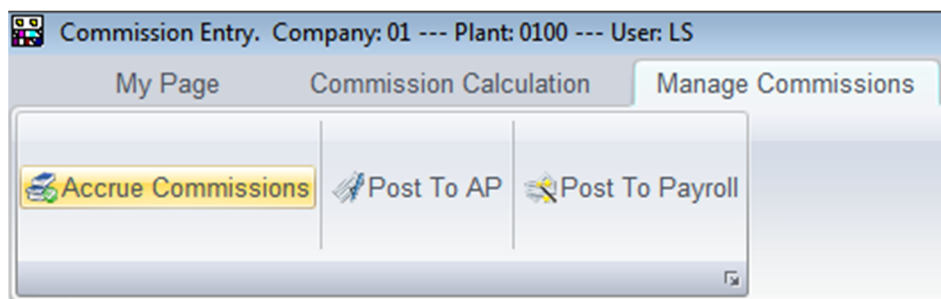 Commission Entry. Company: 01 --- Plant: 0100 --- User: LS
My Page Commission Calculation Manage Commissions
Accrue Commissions Post To AP Post To Payroll